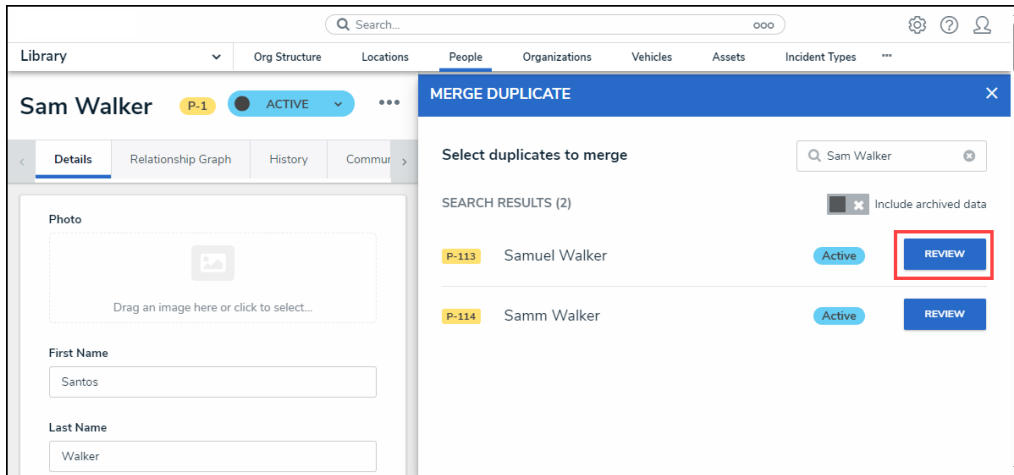 Search...
ooo
Library
Org Structure
Locations
People
Organizations
Vehicles
Assets
Incident Types
Sam Walker
P-1
ACTIVE
Details
Relationship Graph
History
Commur
Photo
Drag an image here or click to select...
First Name
Santos
Last Name
Walker
MERGE DUPLICATE
Select duplicates to merge
Sam Walker
SEARCH RESULTS (2)
Include archived data
P-113 Samuel Walker Active REVIEW
P-114 Samm Walker Active REVIEW